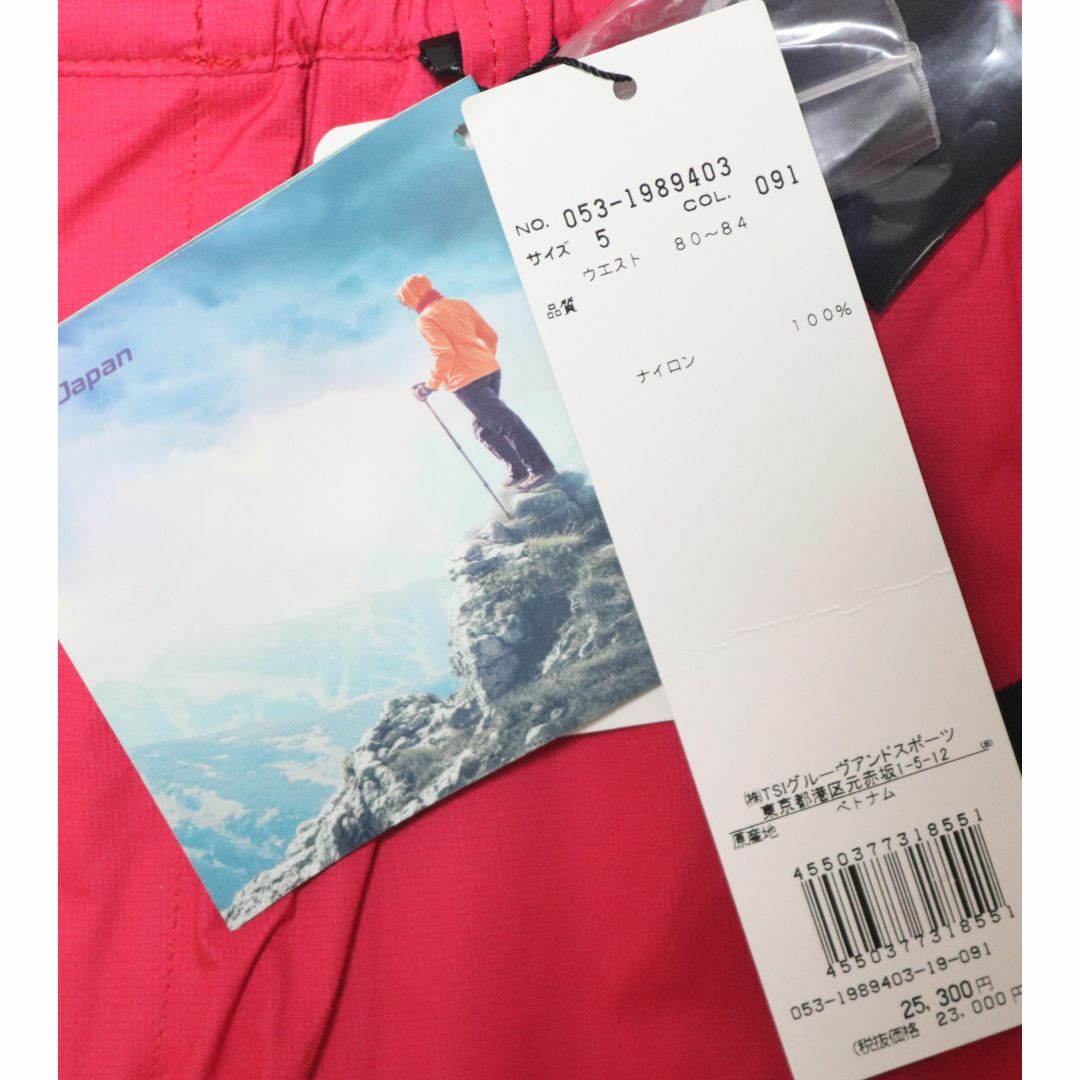 Japan
NO. 053-1989403
COL. 091
サイズ 5
ウエスト 80~84
品質
ナイロン 100%
㈱TSIグルーヴアンドスポーツ
東京都港区元赤坂1-5-12 (B)
原産地 ベトナム
4550377318551
4550377318551
053-1989403-19-091
25,300円
(税抜価格 23,000円